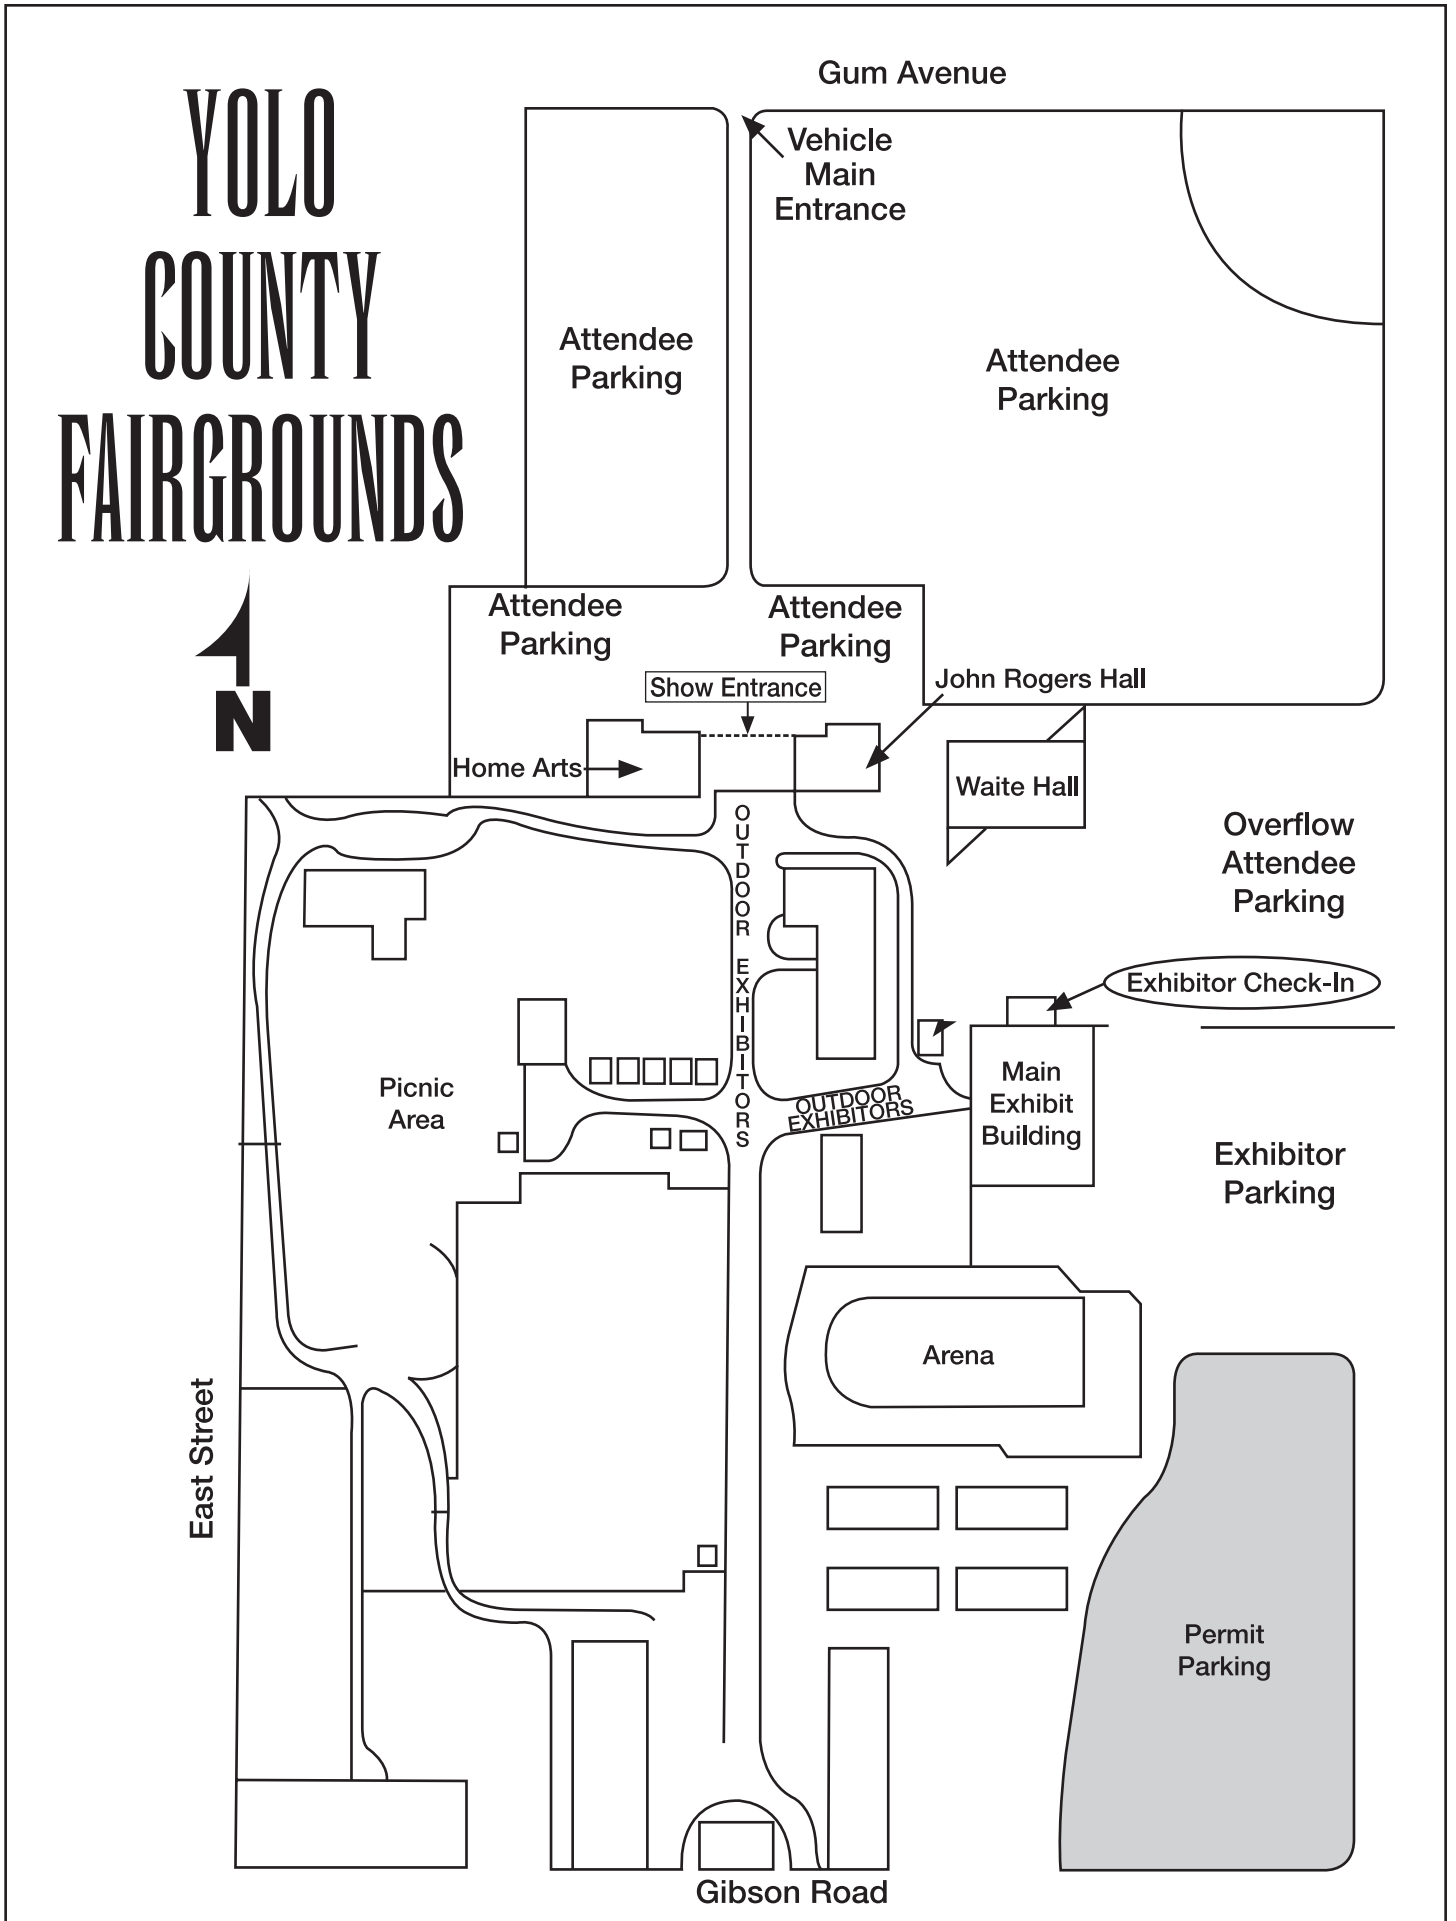 YOLO
COUNTY
FAIRGROUNDS
N
Gum Avenue
Vehicle
Main
Entrance
Attendee
Parking
Attendee
Parking
Attendee
Parking
Attendee
Parking
Show Entrance
John Rogers Hall
Home Arts
Waite Hall
Overflow
Attendee
Parking
OUTDOOR EXHIBITORS
Exhibitor Check-In
Main
Exhibit
Building
OUTDOOR
EXHIBITORS
Picnic
Area
Exhibitor
Parking
Arena
East Street
Permit
Parking
Gibson Road